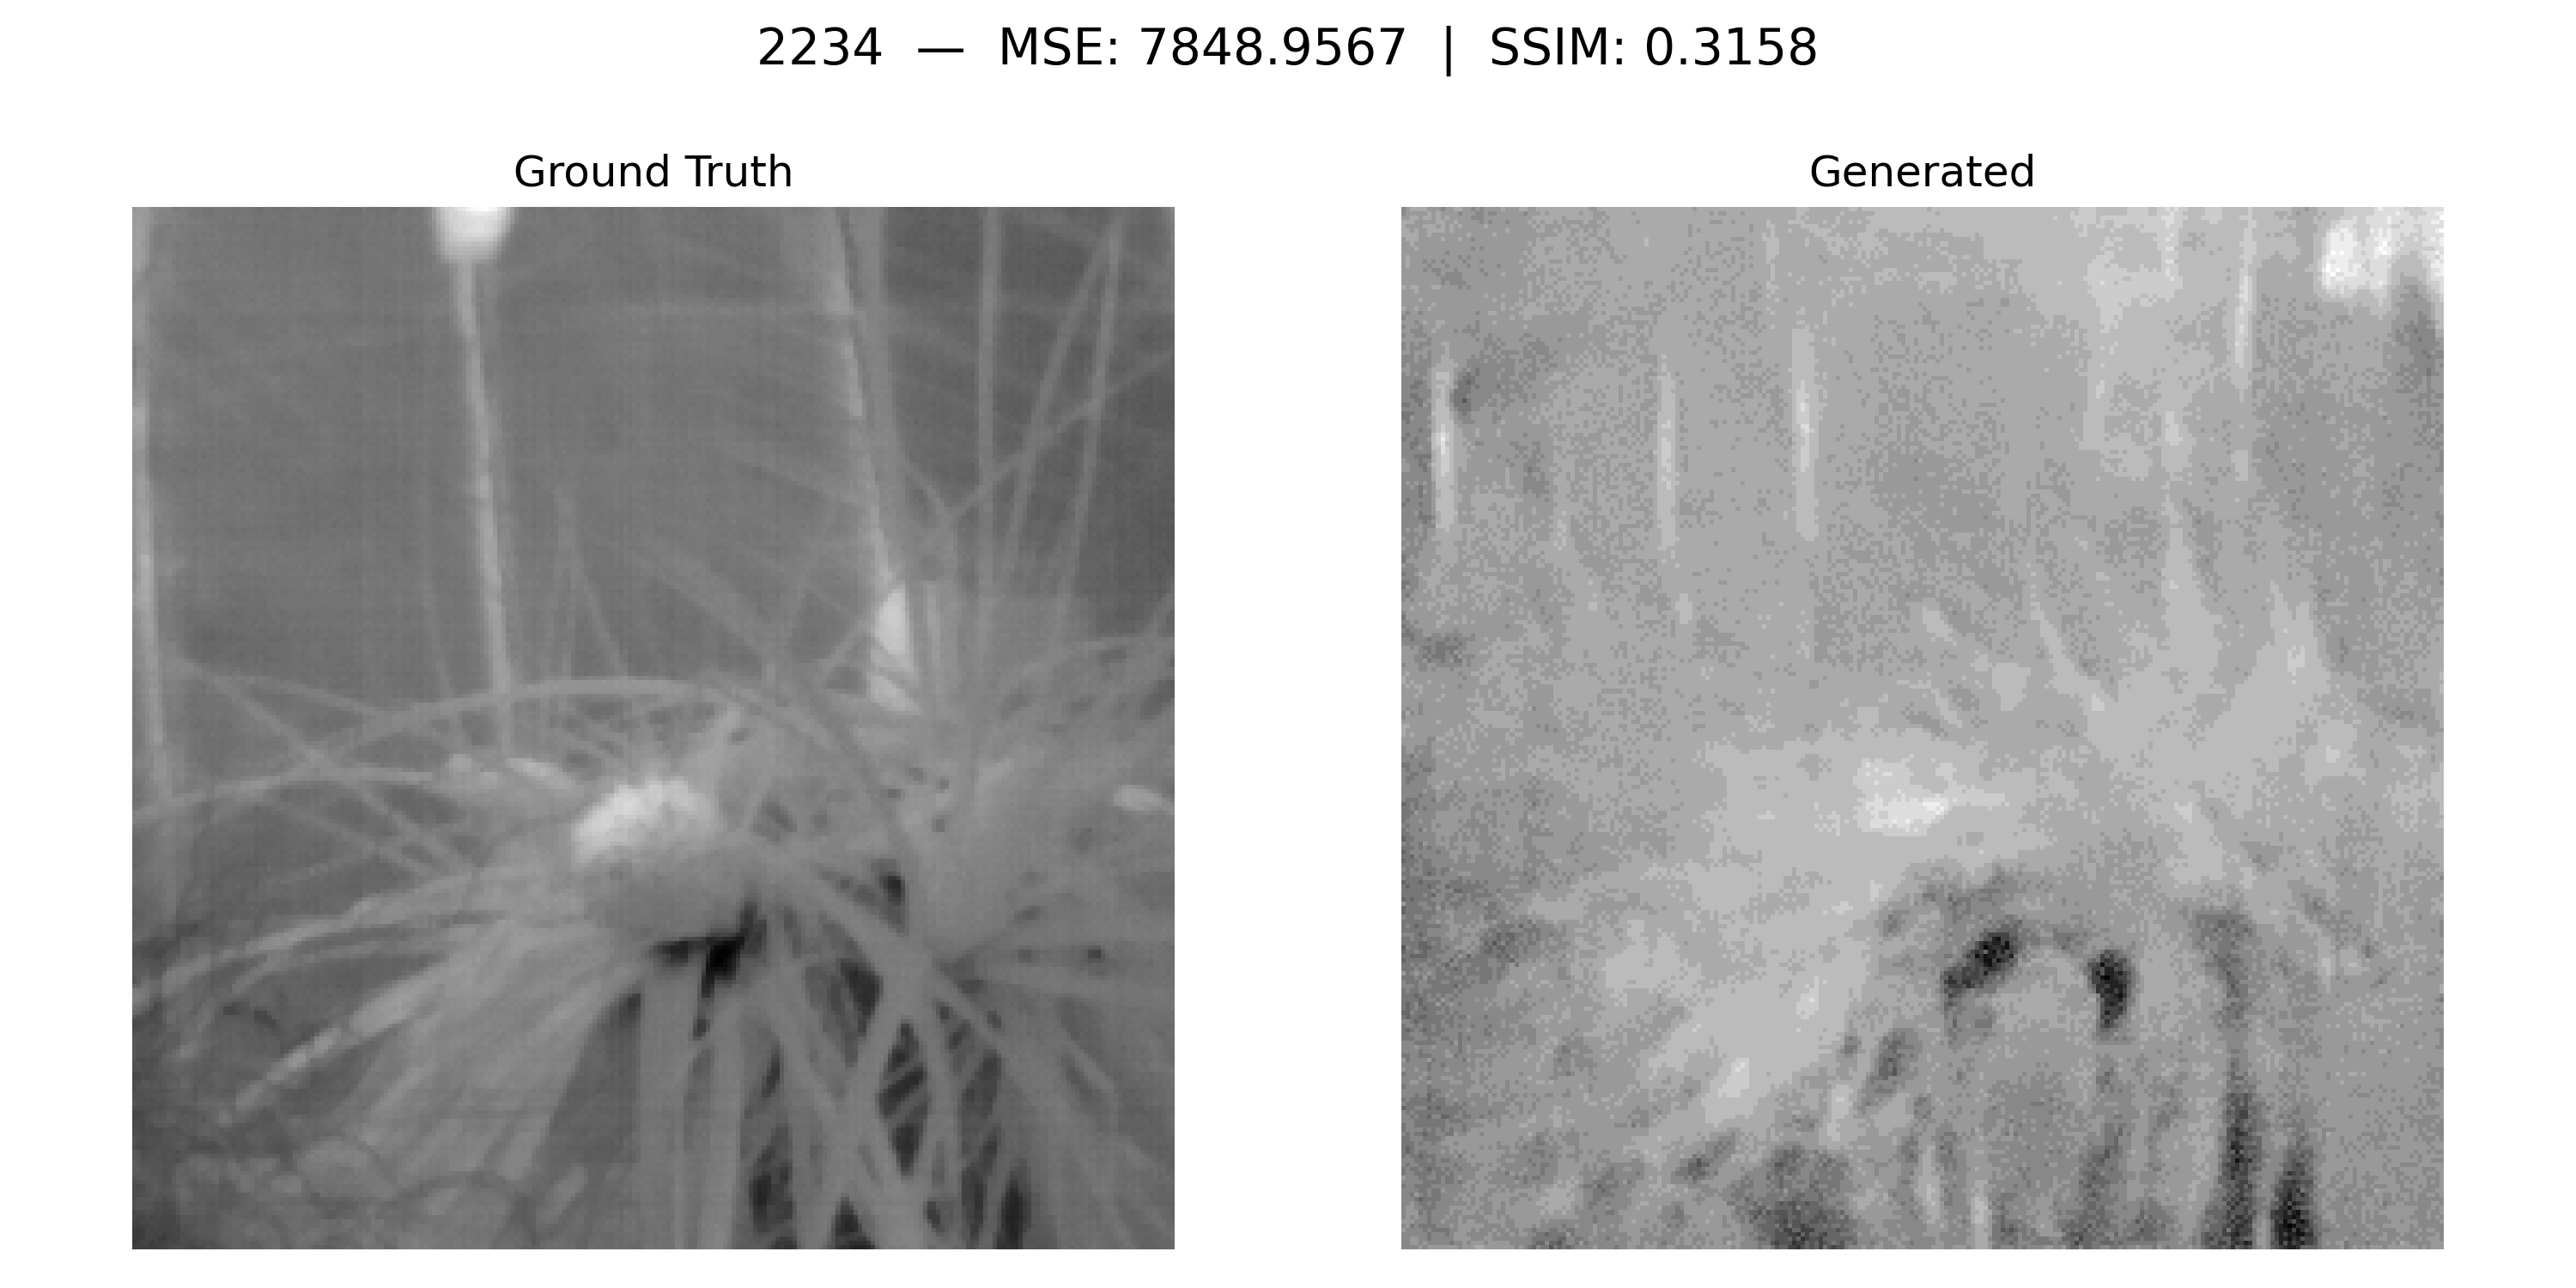 2234 — MSE: 7848.9567 | SSIM: 0.3158
Ground Truth
Generated